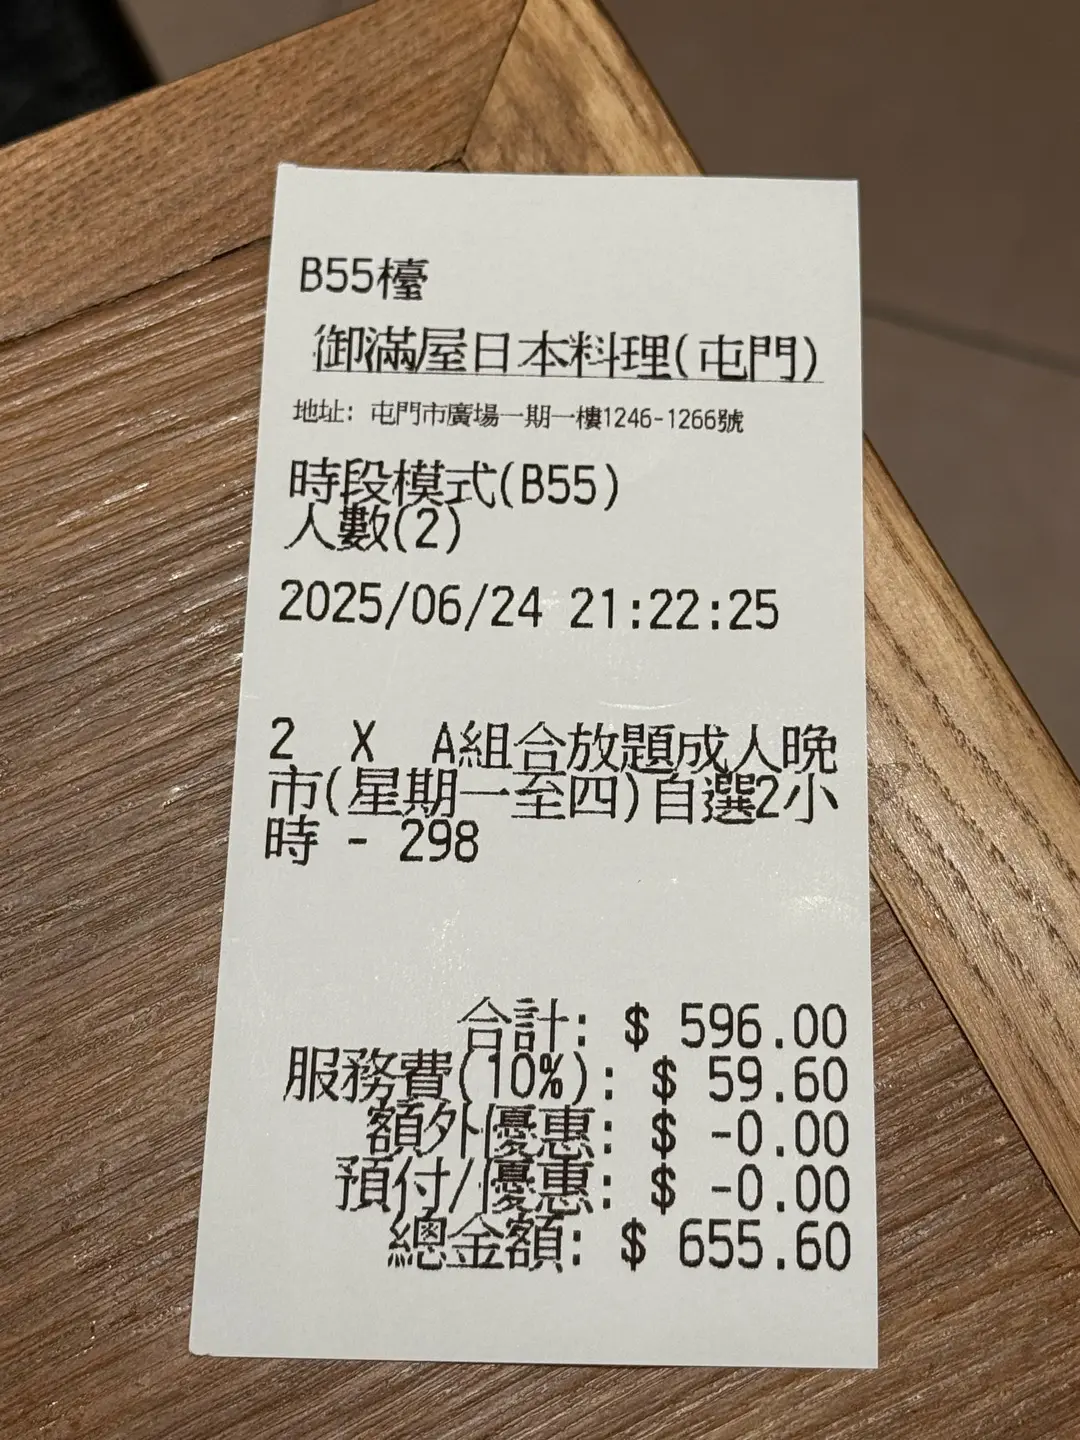 B55檯
御滿屋日本料理(屯門)
地址: 屯門市廣場一期一樓1246-1266號
時段模式(B55)
人數(2)
2025/06/24 21:22:25
2 X A組合放題成人晚
市(星期一至四)自選2小
時 - 298
合計: $ 596.00
服務費(10%): $ 59.60
額外優惠: $ -0.00
預付/優惠: $ -0.00
總金額: $ 655.60